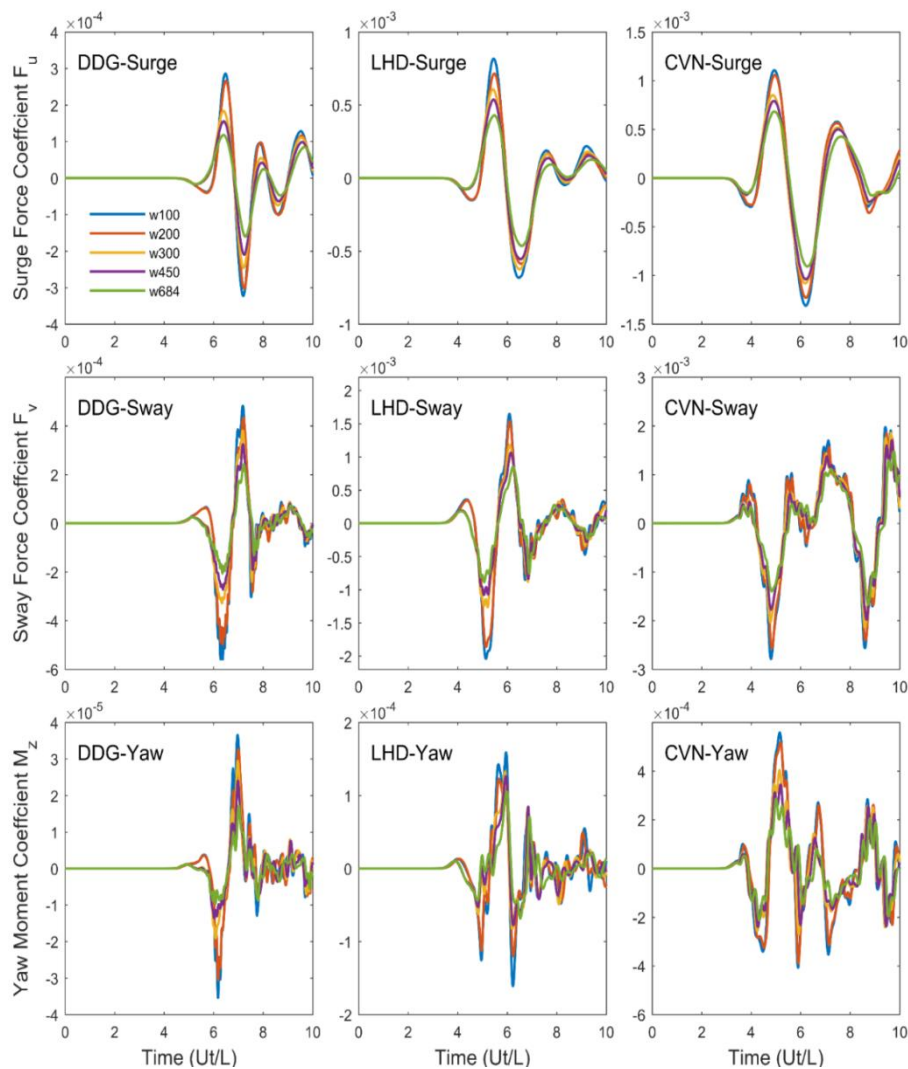 ×10-4
×10-3
×10-3
DDG-Surge
LHD-Surge
CVN-Surge
Surge Force Coeffcient Fu
4
3
2
1
0
-1
-2
-3
-4
w100
w200
w300
w450
w684
1
0.5
0
-0.5
-1
1.5
1
0.5
0
-0.5
-1
-1.5
0 2 4 6 8 10
0 2 4 6 8 10
0 2 4 6 8 10
×10-4
×10-3
×10-3
DDG-Sway
LHD-Sway
CVN-Sway
Sway Force Coeffcient Fv
4
2
0
-2
-4
-6
2
1.5
1
0.5
0
-0.5
-1
-1.5
-2
3
2
1
0
-1
-2
-3
0 2 4 6 8 10
0 2 4 6 8 10
0 2 4 6 8 10
×10-5
×10-4
×10-4
DDG-Yaw
LHD-Yaw
CVN-Yaw
Yaw Moment Coeffcient Mz
4
3
2
1
0
-1
-2
-3
-4
2
1
0
-1
-2
6
4
2
0
-2
-4
-6
0 2 4 6 8 10
0 2 4 6 8 10
0 2 4 6 8 10
Time (Ut/L)
Time (Ut/L)
Time (Ut/L)